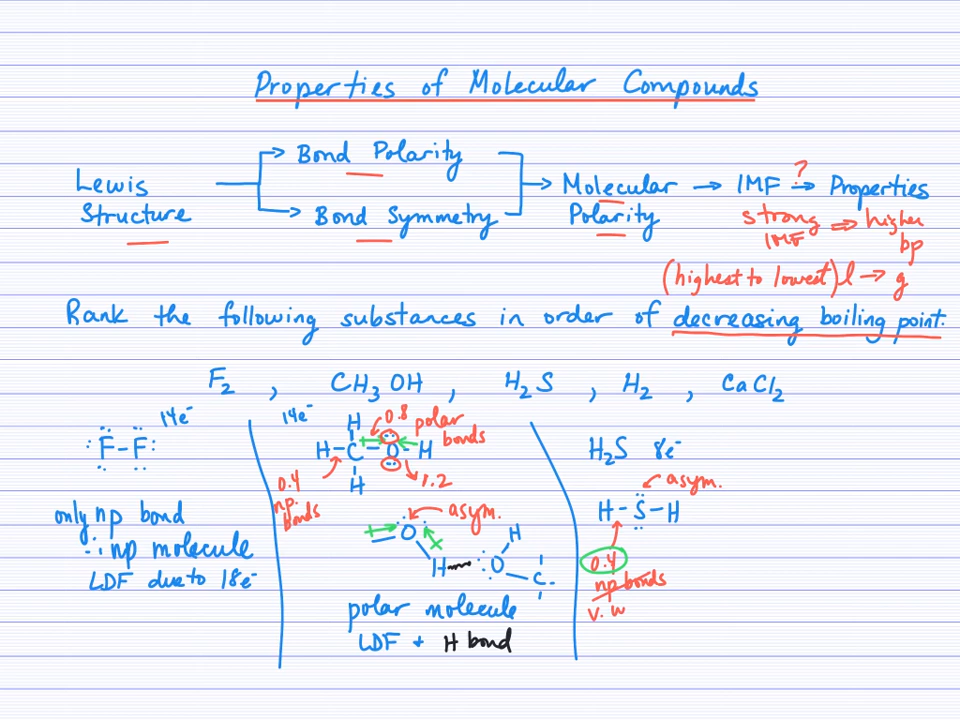 Properties of Molecular Compounds
Lewis Structure
Bond Polarity
Bond Symmetry
Molecular Polarity → IMF ?→ Properties
strong IMF ⇒ higher bp
(highest to lowest) l → g
Rank the following substances in order of decreasing boiling point:
F₂ , CH₃OH , H₂S , H₂ , CaCl₂
14e⁻
F-F
only np bond
∴ np molecule
LDF due to 18e⁻
14e⁻
H
0.8 polar bonds
H-C-O-H
H
0.4 np. bonds
1.2
asym.
O
H
H
O
C
polar molecule
LDF + H bond
H₂S 8e⁻
asym.
H-S-H
0.4
np bonds
v. w